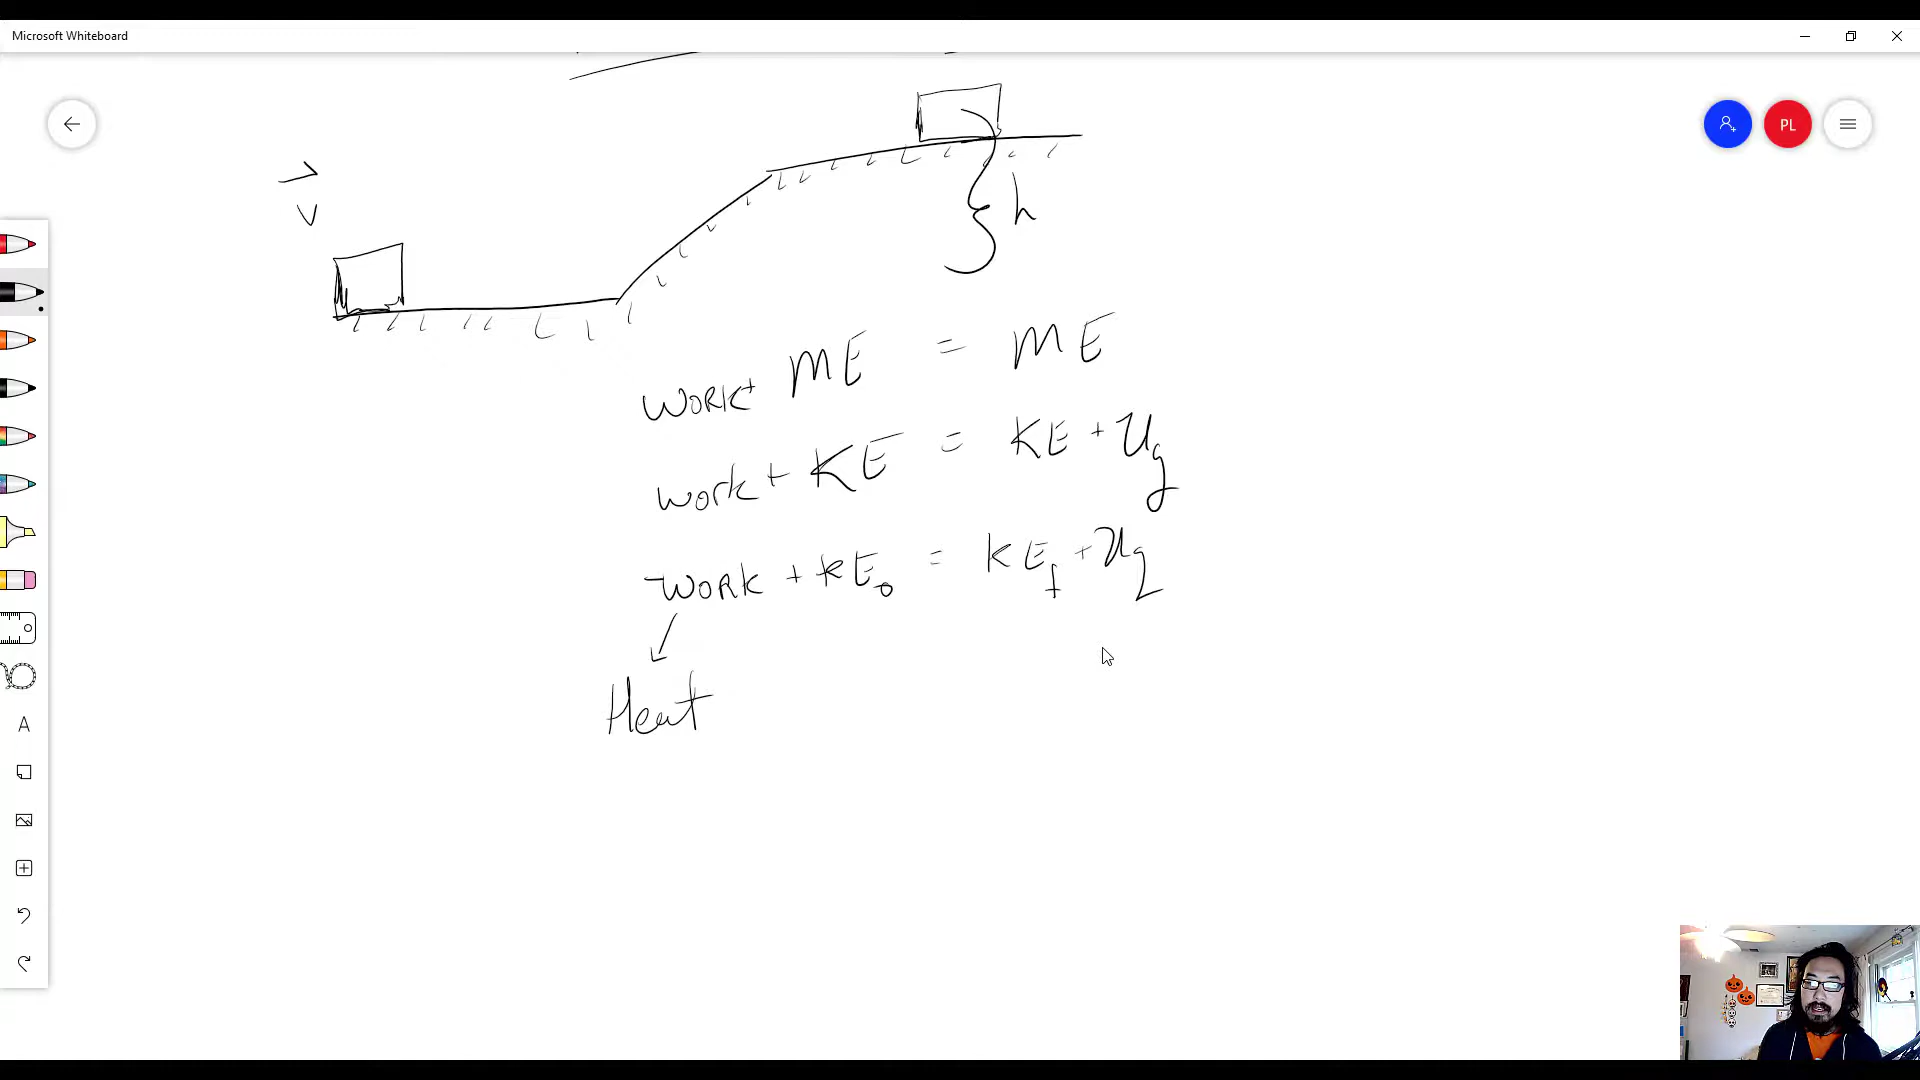 Microsoft Whiteboard
PL
v
h
WORK+ ME = ME
work + KE = KE + Ug
WORK + KE₀ = KEf + Ug
Heat
A